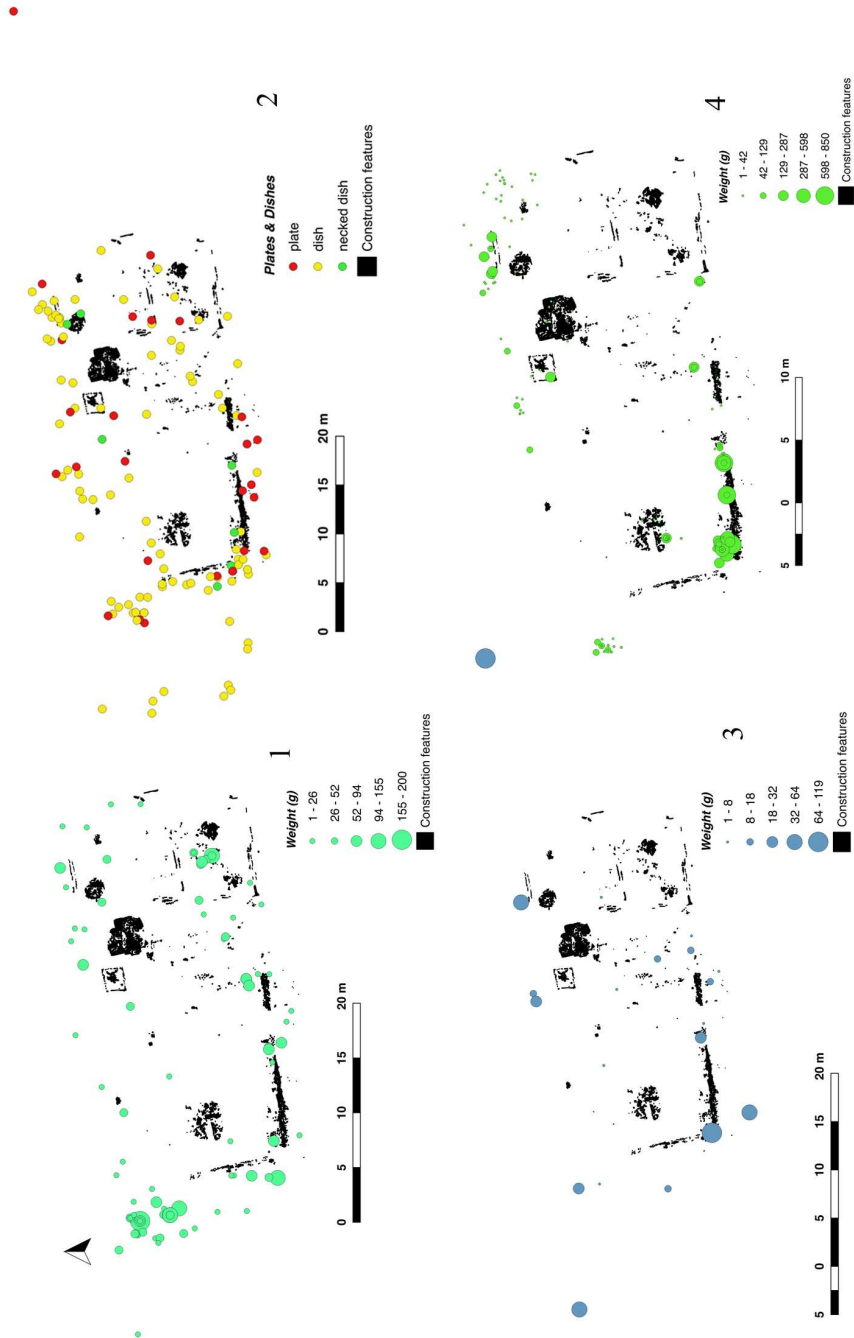 1
Weight (g)
1 - 26
26 - 52
52 - 94
94 - 155
155 - 200
Construction features
0 5 10 15 20 m
2
Plates & Dishes
plate
dish
necked dish
Construction features
0 5 10 15 20 m
3
Weight (g)
1 - 8
8 - 18
18 - 32
32 - 64
64 - 119
Construction features
5 0 5 10 15 20 m
4
Weight (g)
1 - 42
42 - 129
129 - 287
287 - 598
598 - 850
Construction features
5 0 5 10 m